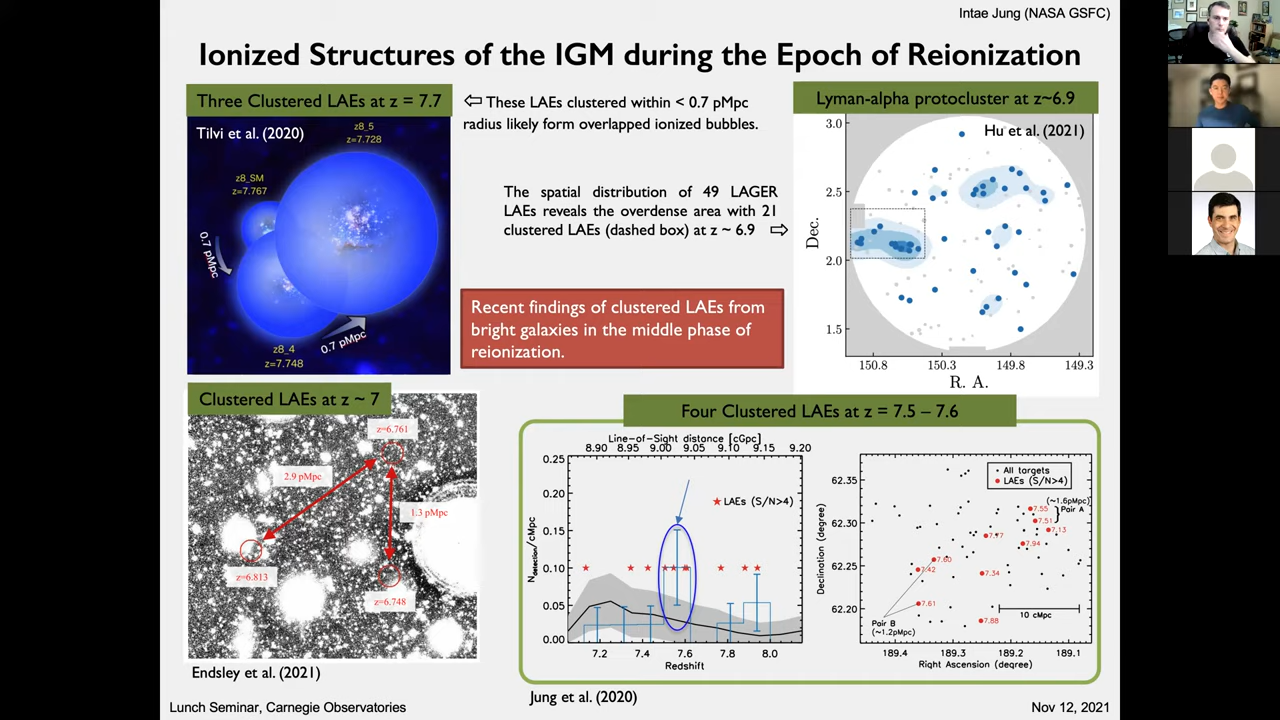 Intae Jung (NASA GSFC)
Ionized Structures of the IGM during the Epoch of Reionization
Three Clustered LAEs at z = 7.7
Tilvi et al. (2020)
z8_5
z=7.728
z8_SM
z=7.767
0.7 pMpc
0.7 pMpc
z8_4
z=7.748
⇦ These LAEs clustered within < 0.7 pMpc
radius likely form overlapped ionized bubbles.
The spatial distribution of 49 LAGER
LAEs reveals the overdense area with 21
clustered LAEs (dashed box) at z ~ 6.9 ⇨
Recent findings of clustered LAEs from
bright galaxies in the middle phase of
reionization.
Lyman-alpha protocluster at z~6.9
Hu et al. (2021)
3.0
2.5
2.0
1.5
Dec.
150.8 150.3 149.8 149.3
R. A.
Clustered LAEs at z ~ 7
z=6.761
2.9 pMpc
1.3 pMpc
z=6.813
z=6.748
Endsley et al. (2021)
Four Clustered LAEs at z = 7.5 – 7.6
Line-of-Sight distance [cGpc]
8.90 8.95 9.00 9.05 9.10 9.15 9.20
0.25
0.20
0.15
0.10
0.05
0.00
Ndetection/cMpc
LAEs (S/N>4)
7.2 7.4 7.6 7.8 8.0
Redshift
62.35
62.30
62.25
62.20
Declination (degree)
All targets
LAEs (S/N>4)
(~1.6pMpc)
Pair A
7.55
7.51
7.13
7.77
7.94
7.60
7.42
7.34
7.61
7.88
Pair B
(~1.2pMpc)
10 cMpc
189.4 189.3 189.2 189.1
Right Ascension (degree)
Jung et al. (2020)
Lunch Seminar, Carnegie Observatories
Nov 12, 2021